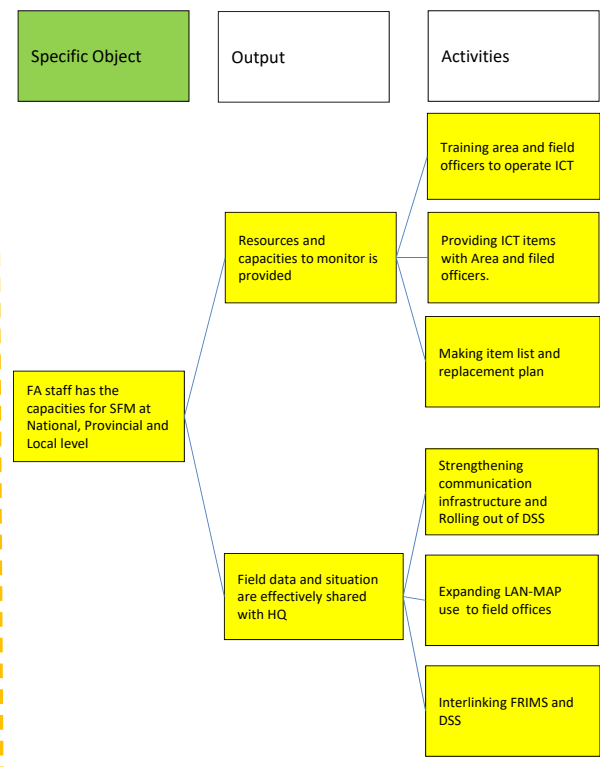 Specific Object
Output
Activities
Training area and field
officers to operate ICT
Resources and
capacities to monitor is
provided
Providing ICT items
with Area and filed
officers.
Making item list and
replacement plan
FA staff has the
capacities for SFM at
National, Provincial and
Local level
Strengthening
communication
infrastructure and
Rolling out of DSS
Field data and situation
are effectively shared
with HQ
Expanding LAN-MAP
use to field offices
Interlinking FRIMS and
DSS